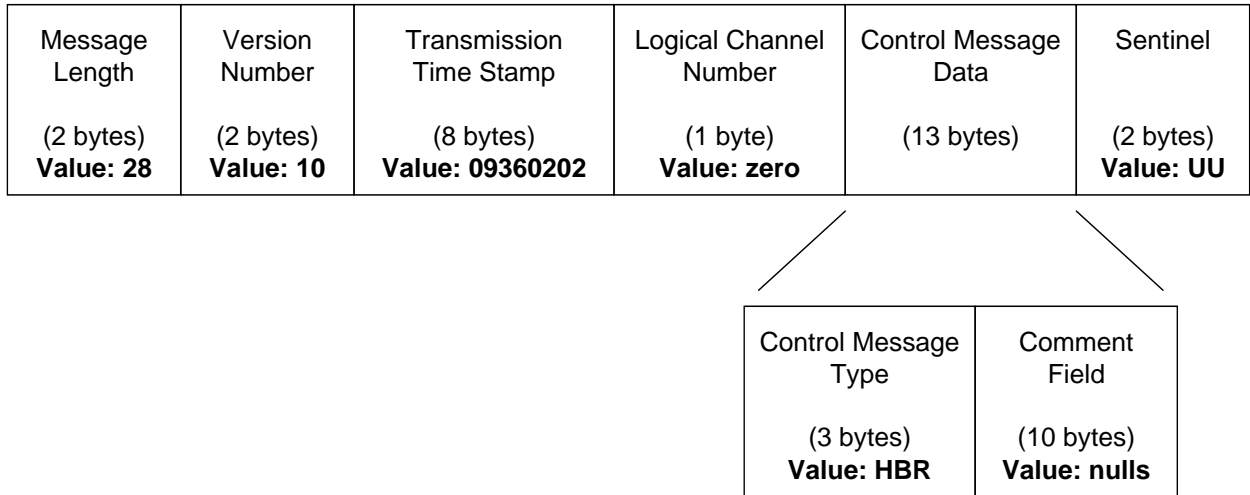 Message
Length
(2 bytes)
Value: 28
Version
Number
(2 bytes)
Value: 10
Transmission
Time Stamp
(8 bytes)
Value: 09360202
Logical Channel
Number
(1 byte)
Value: zero
Control Message
Data
(13 bytes)
Sentinel
(2 bytes)
Value: UU
Control Message
Type
(3 bytes)
Value: HBR
Comment
Field
(10 bytes)
Value: nulls